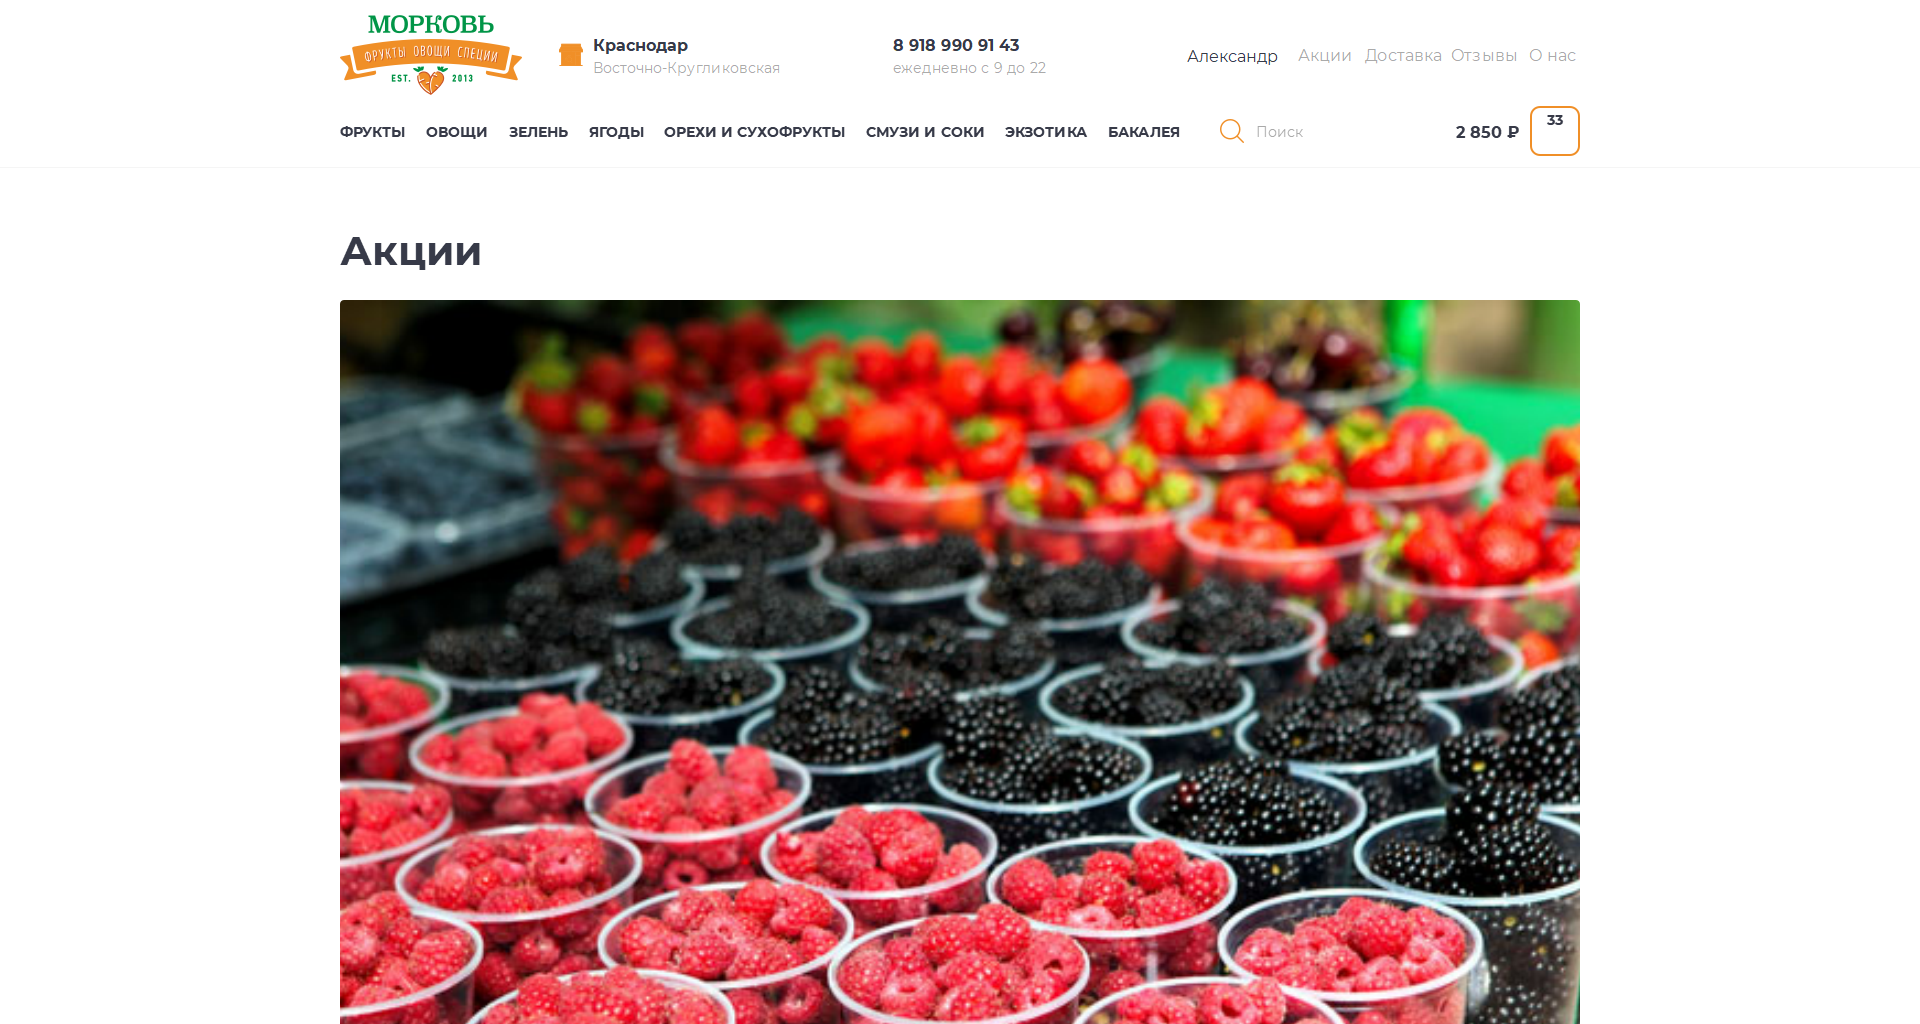 МОРКОВЬ
ФРУКТЫ ОВОЩИ СПЕЦИИ
EST. 2013
Краснодар
Восточно-Кругликовская
8 918 990 91 43
ежедневно с 9 до 22
Александр Акции Доставка Отзывы О нас
ФРУКТЫ ОВОЩИ ЗЕЛЕНЬ ЯГОДЫ ОРЕХИ И СУХОФРУКТЫ СМУЗИ И СОКИ ЭКЗОТИКА БАКАЛЕЯ Поиск 2 850 ₽ 33
Акции